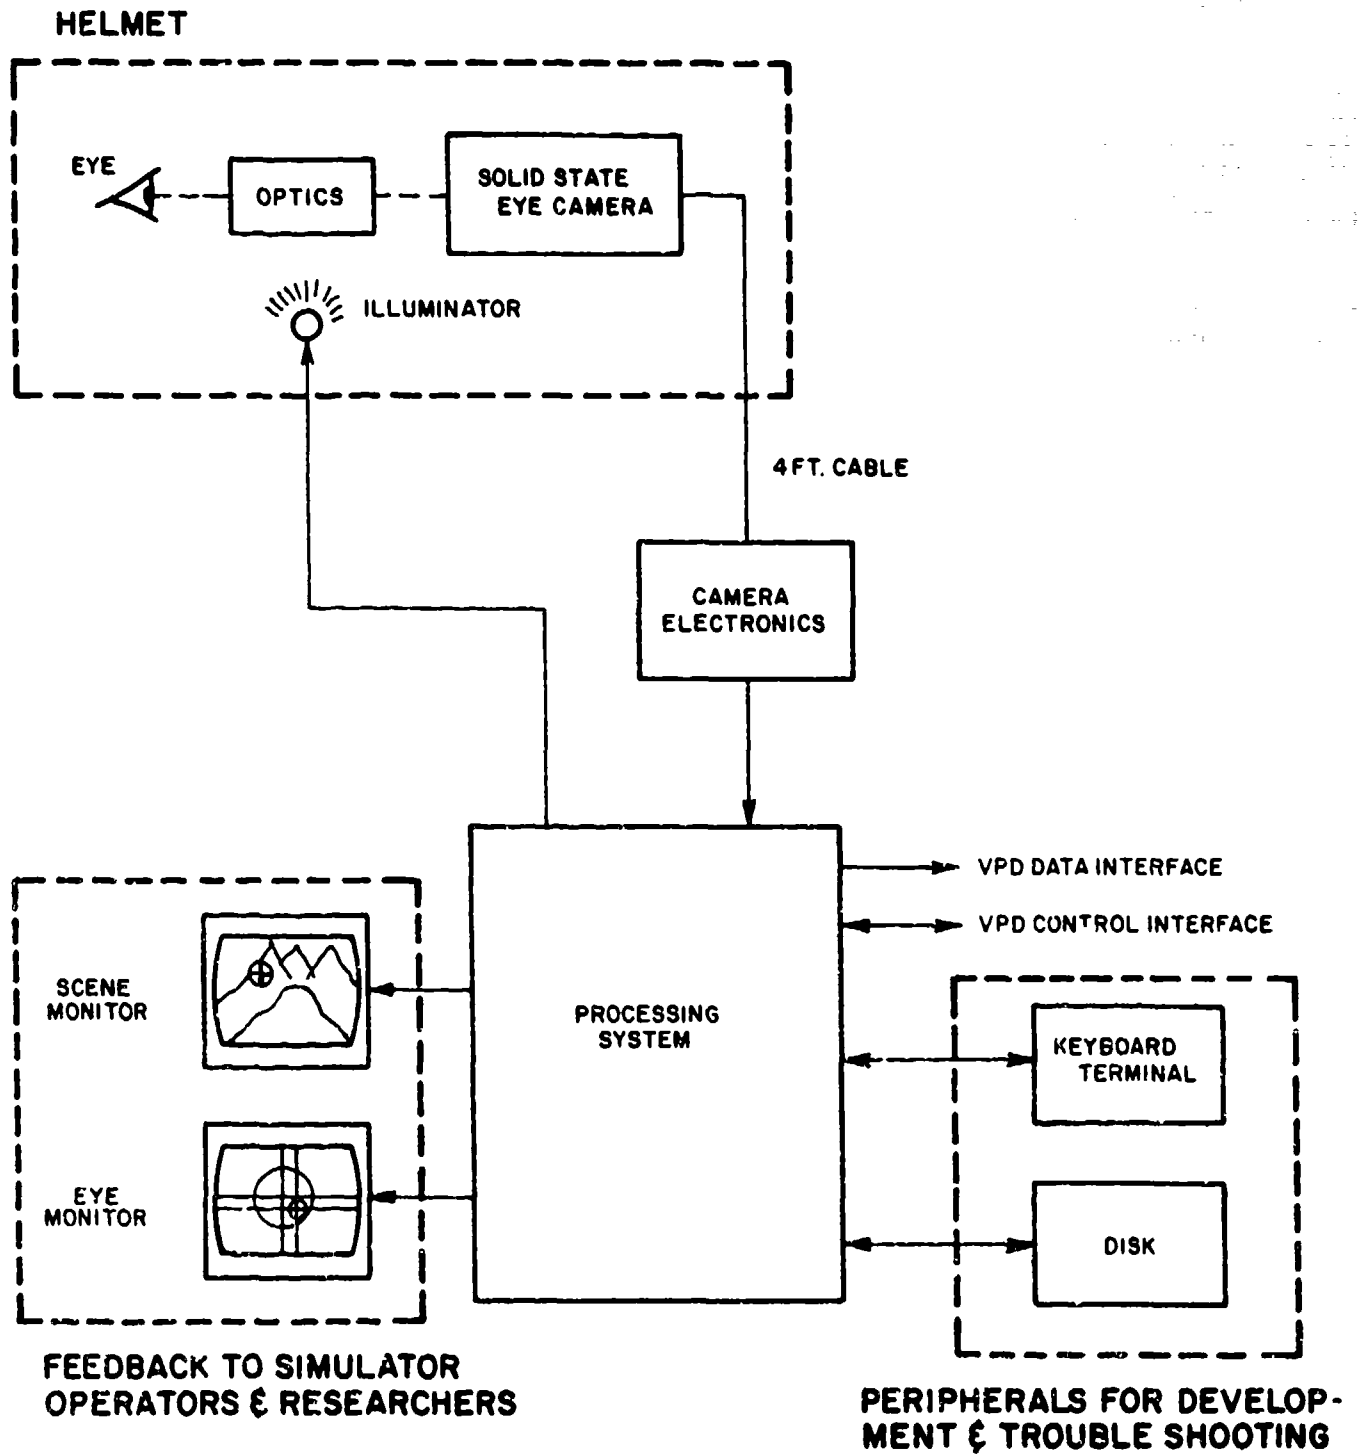 HELMET
EYE
OPTICS
SOLID STATE
EYE CAMERA
ILLUMINATOR
4 FT. CABLE
CAMERA
ELECTRONICS
VPD DATA INTERFACE
VPD CONTROL INTERFACE
SCENE
MONITOR
PROCESSING
SYSTEM
KEYBOARD
TERMINAL
EYE
MONITOR
DISK
FEEDBACK TO SIMULATOR
OPERATORS & RESEARCHERS
PERIPHERALS FOR DEVELOP-
MENT & TROUBLE SHOOTING